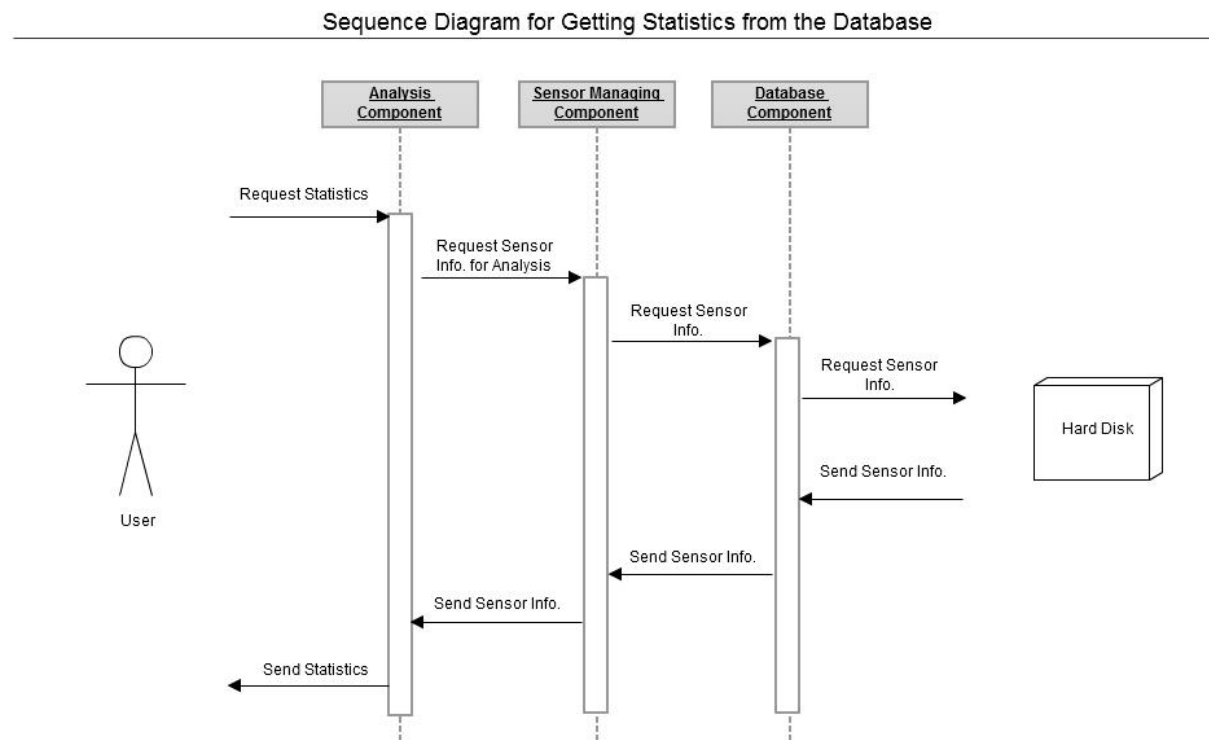 Sequence Diagram for Getting Statistics from the Database
Analysis
Component
Sensor Managing
Component
Database
Component
Request Statistics
Request Sensor
Info. for Analysis
Request Sensor
Info.
Request Sensor
Info.
Hard Disk
Send Sensor Info.
User
Send Sensor Info.
Send Sensor Info.
Send Statistics